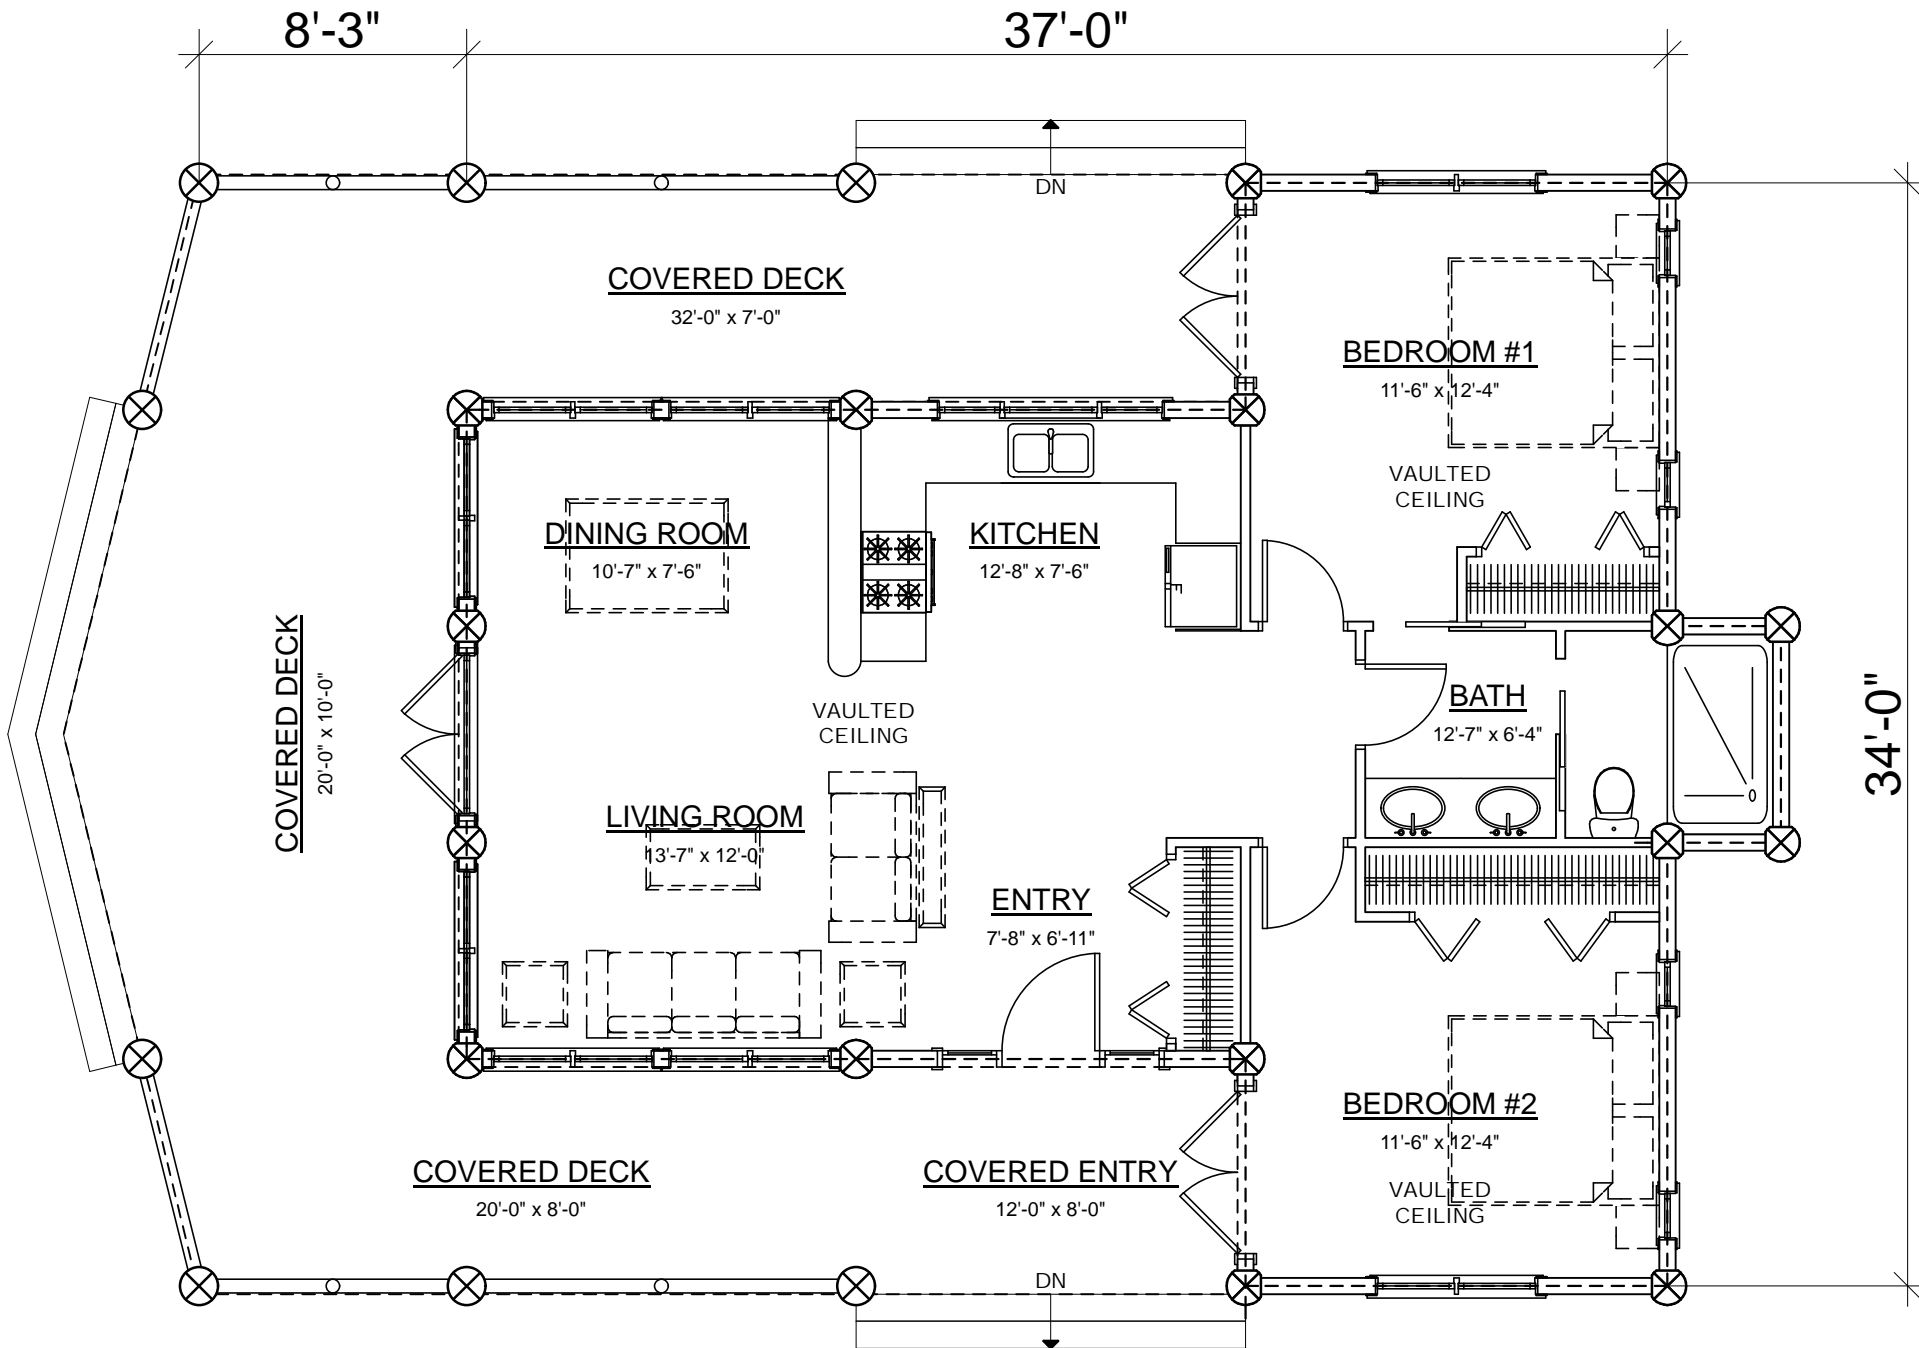 8'-3"
37'-0"
DN
COVERED DECK
32'-0" x 7'-0"
BEDROOM #1
11'-6" x 12'-4"
VAULTED
CEILING
DINING ROOM
10'-7" x 7'-6"
KITCHEN
12'-8" x 7'-6"
COVERED DECK
20'-0" x 10'-0"
VAULTED
CEILING
BATH
12'-7" x 6'-4"
34'-0"
LIVING ROOM
13'-7" x 12'-0"
ENTRY
7'-8" x 6'-11"
BEDROOM #2
11'-6" x 12'-4"
VAULTED
CEILING
COVERED DECK
20'-0" x 8'-0"
COVERED ENTRY
12'-0" x 8'-0"
DN